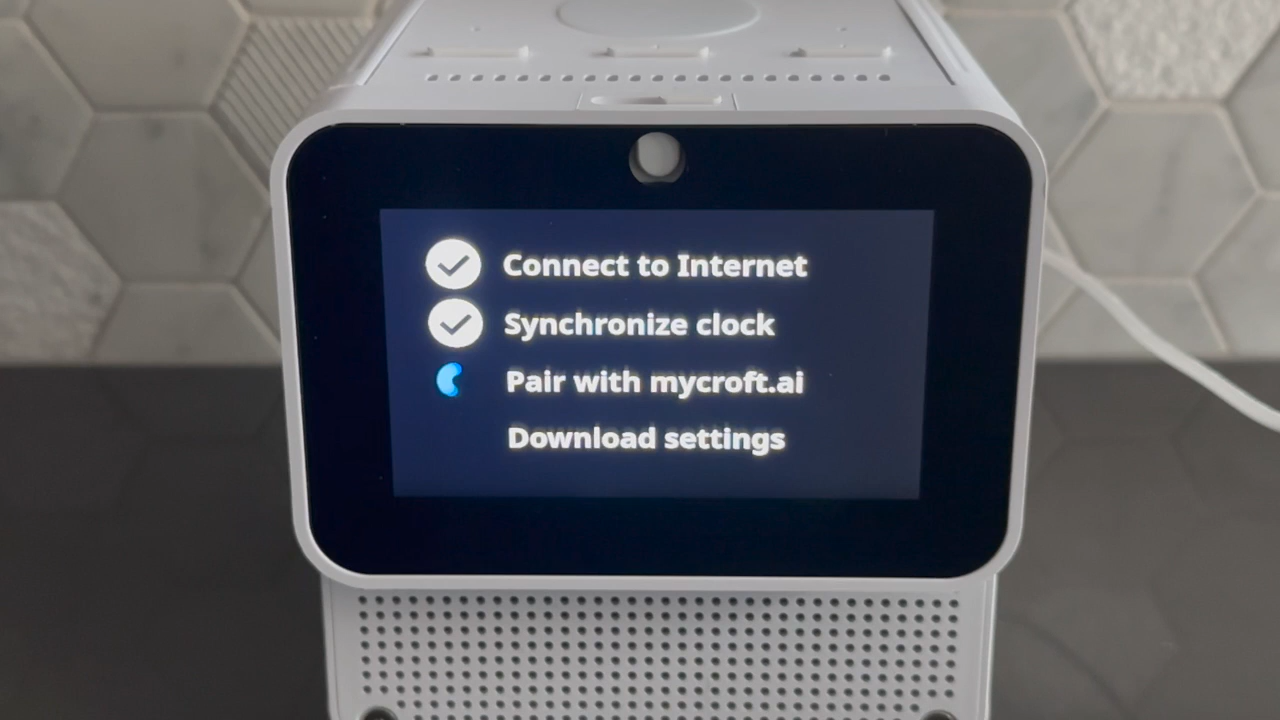 Connect to Internet
Synchronize clock
Pair with mycroft.ai
Download settings